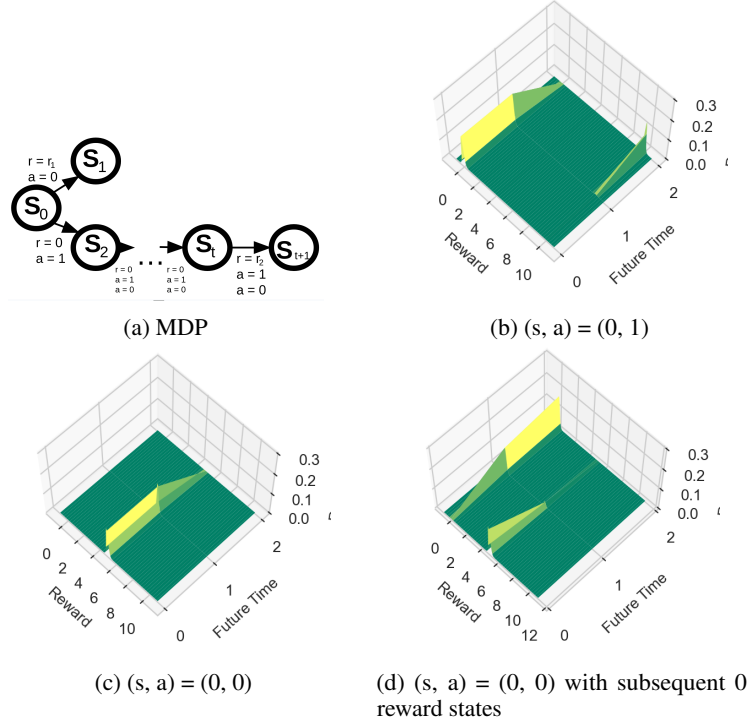 r = r1
a = 0
S1
S0
r = 0
a = 1
S2
...
r = 0
a = 1
a = 0
r = 0
a = 1
a = 0
St
r = r2
a = 1
a = 0
St+1
(a) MDP
0.3
0.2
0.1
0.0
0 2 4 6 8 10
Reward
0 1 2
Future Time
(b) (s, a) = (0, 1)
0.3
0.2
0.1
0.0
0 2 4 6 8 10
Reward
0 1 2
Future Time
(c) (s, a) = (0, 0)
0.3
0.2
0.1
0.0
0 2 4 6 8 10 12
Reward
0 1 2
Future Time
(d) (s, a) = (0, 0) with subsequent 0
reward states